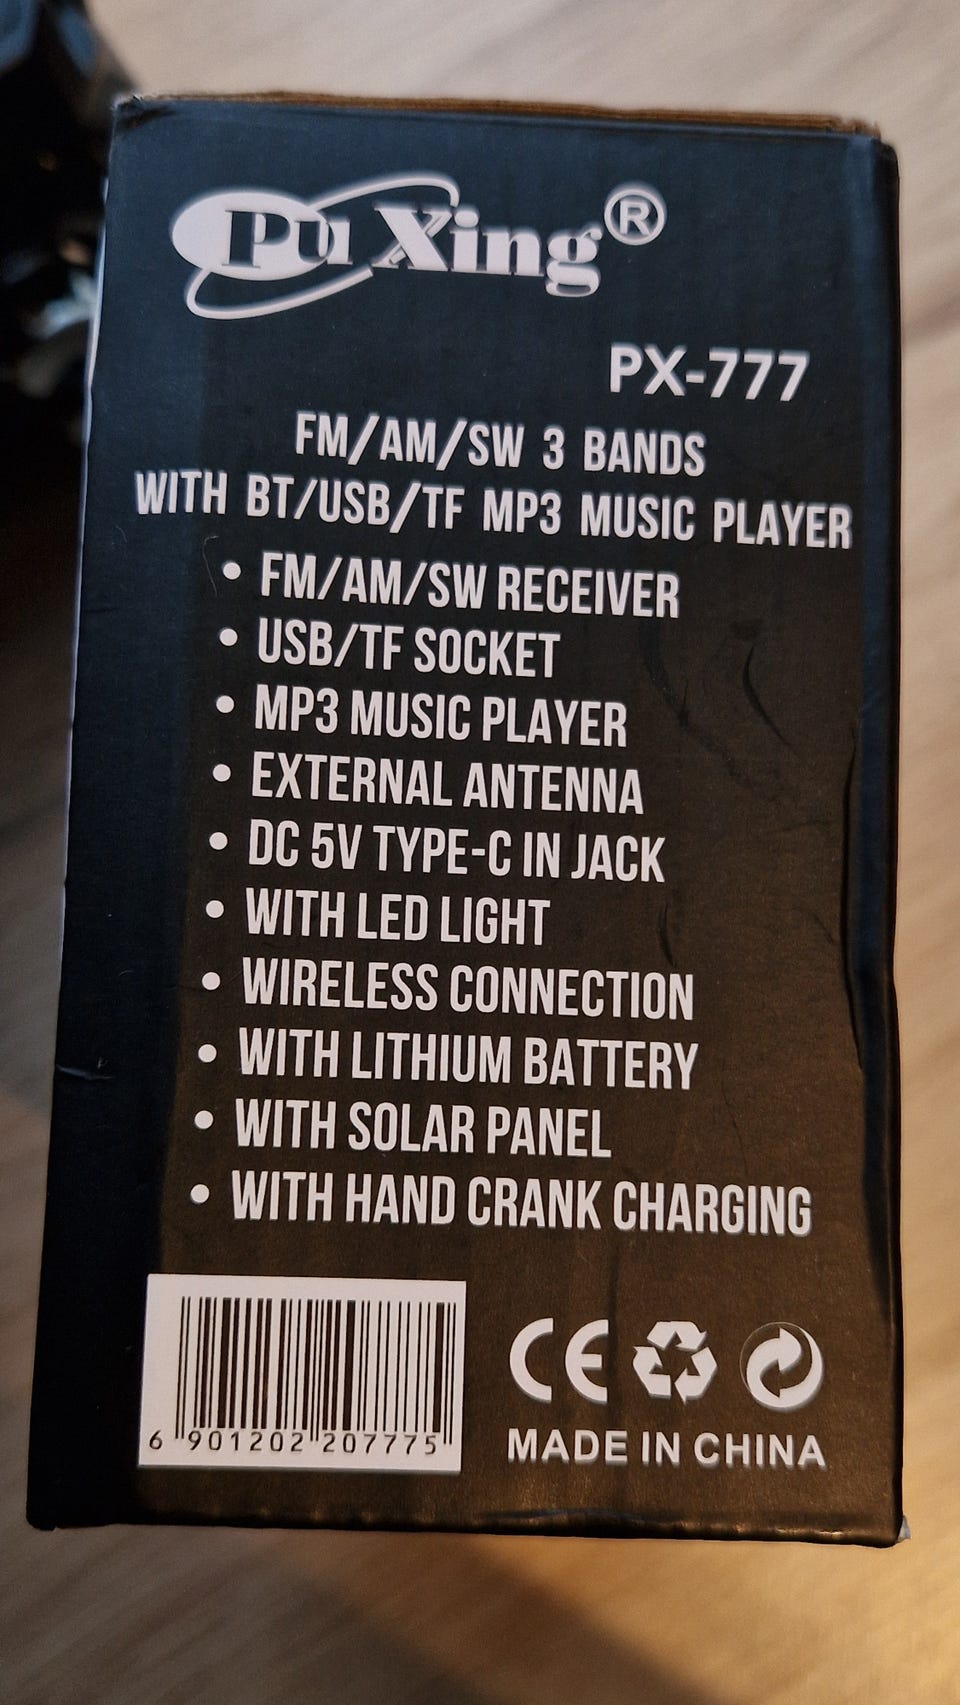 Pu Xing®
PX-777
FM/AM/SW 3 BANDS
WITH BT/USB/TF MP3 MUSIC PLAYER
• FM/AM/SW RECEIVER
• USB/TF SOCKET
• MP3 MUSIC PLAYER
• EXTERNAL ANTENNA
• DC 5V TYPE-C IN JACK
• WITH LED LIGHT
• WIRELESS CONNECTION
• WITH LITHIUM BATTERY
• WITH SOLAR PANEL
• WITH HAND CRANK CHARGING
6 901202 207775
CE
MADE IN CHINA